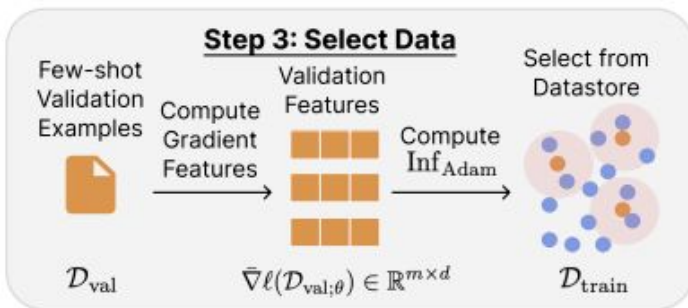 Step 3: Select Data
Few-shot
Validation
Examples
Compute
Gradient
Features
Validation
Features
Compute
Inf_Adam
Select from
Datastore
𝒟_val
∇̄ℓ(𝒟_val;θ) ∈ ℝ^{m×d}
𝒟_train